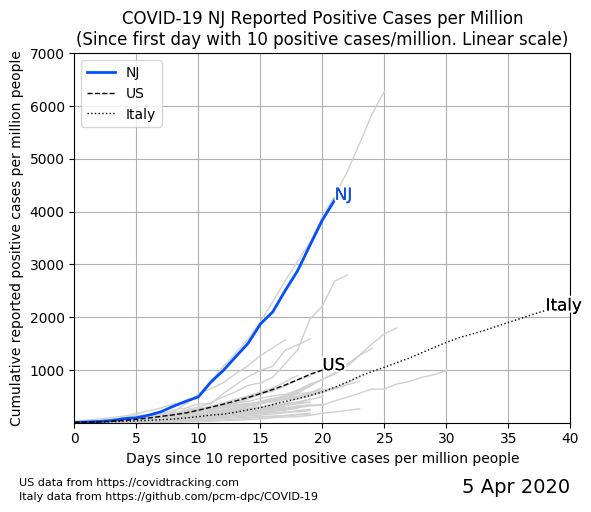 COVID-19 NJ Reported Positive Cases per Million
(Since first day with 10 positive cases/million. Linear scale)
Cumulative reported positive cases per million people
7000
6000
5000
4000
3000
2000
1000
NJ
US
Italy
NJ
US
Italy
0
5
10
15
20
25
30
35
40
Days since 10 reported positive cases per million people
US data from https://covidtracking.com
Italy data from https://github.com/pcm-dpc/COVID-19
5 Apr 2020